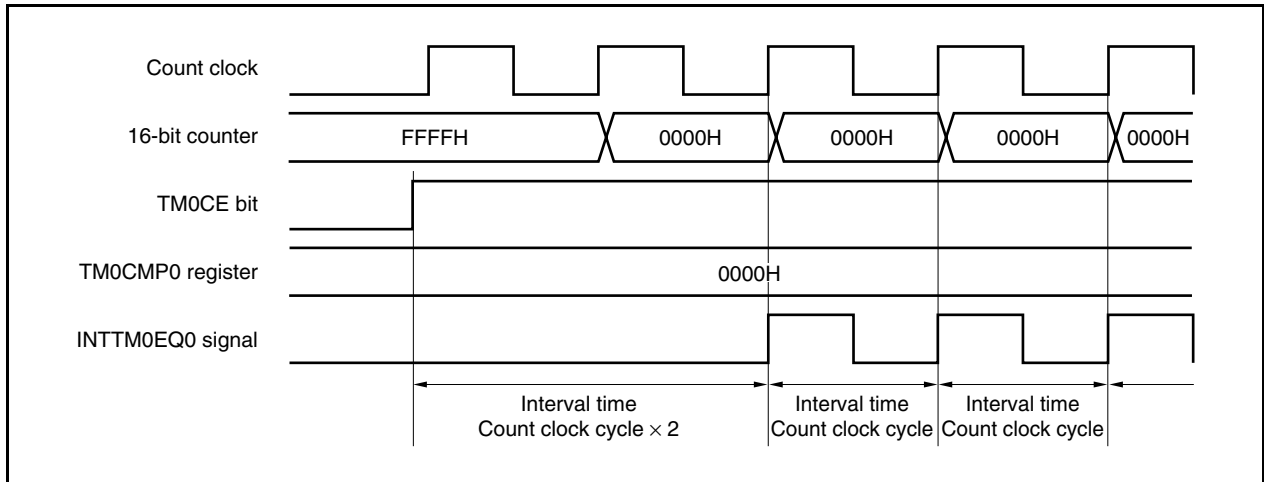 Count clock
16-bit counter
FFFFH 0000H 0000H 0000H 0000H
TM0CE bit
TM0CMP0 register
0000H
INTTM0EQ0 signal
Interval time Interval time Interval time
Count clock cycle × 2 Count clock cycle Count clock cycle